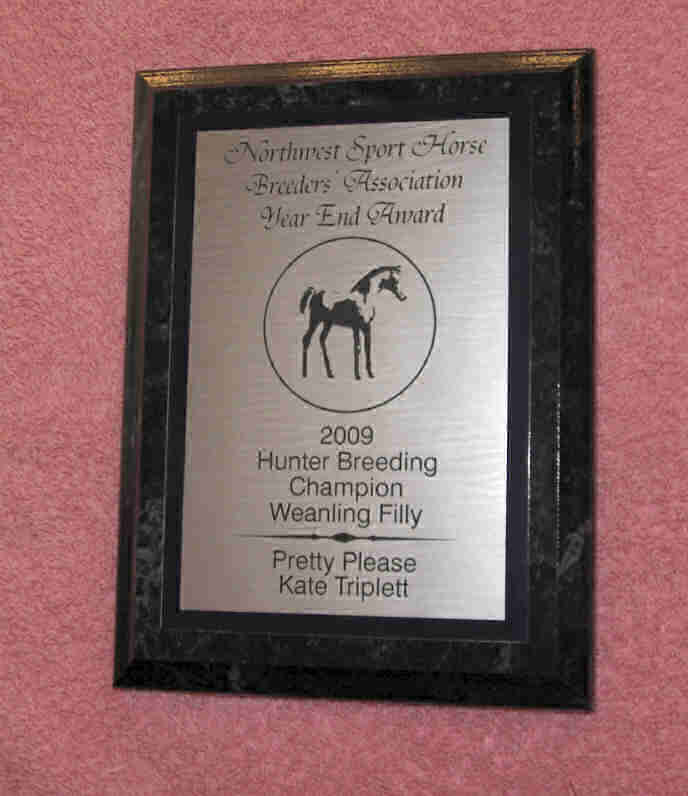 Northwest Sport Horse
Breeders' Association
Year End Award
2009
Hunter Breeding
Champion
Weanling Filly
Pretty Please
Kate Triplett